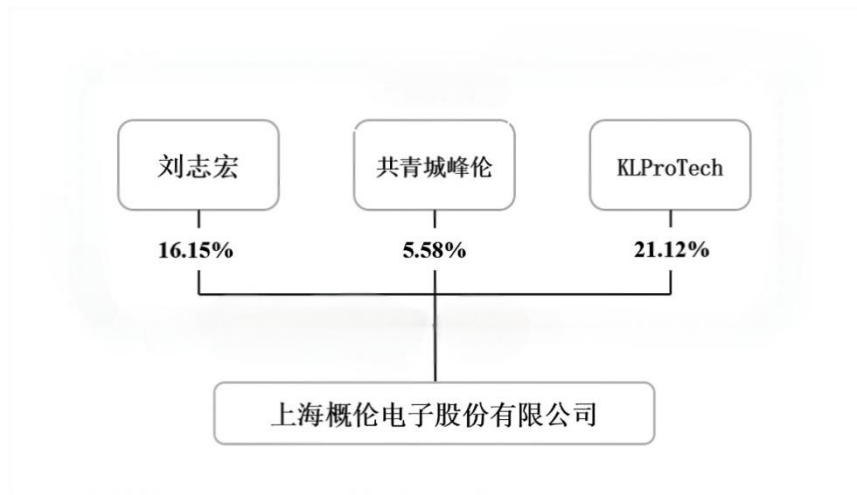 刘志宏
共青城峰伦
KLProTech
16.15%
5.58%
21.12%
上海概伦电子股份有限公司